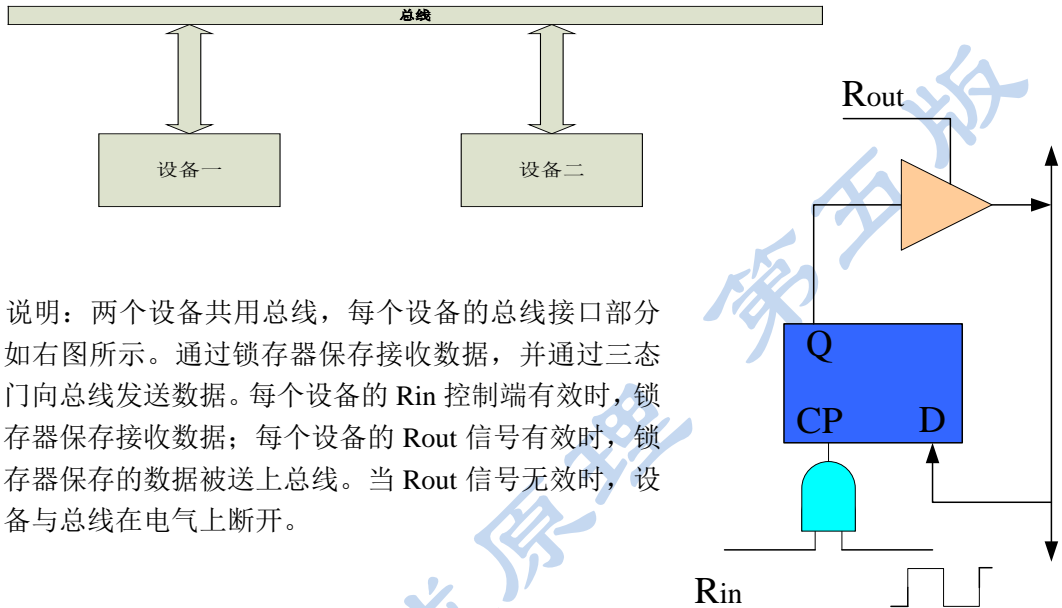 总线
设备一
设备二
说明：两个设备共用总线，每个设备的总线接口部分
如右图所示。通过锁存器保存接收数据，并通过三态
门向总线发送数据。每个设备的 Rin 控制端有效时，锁
存器保存接收数据；每个设备的 Rout 信号有效时，锁
存器保存的数据被送上总线。当 Rout 信号无效时，设
备与总线在电气上断开。
Rout
Q
CP D
Rin
原理 第五版